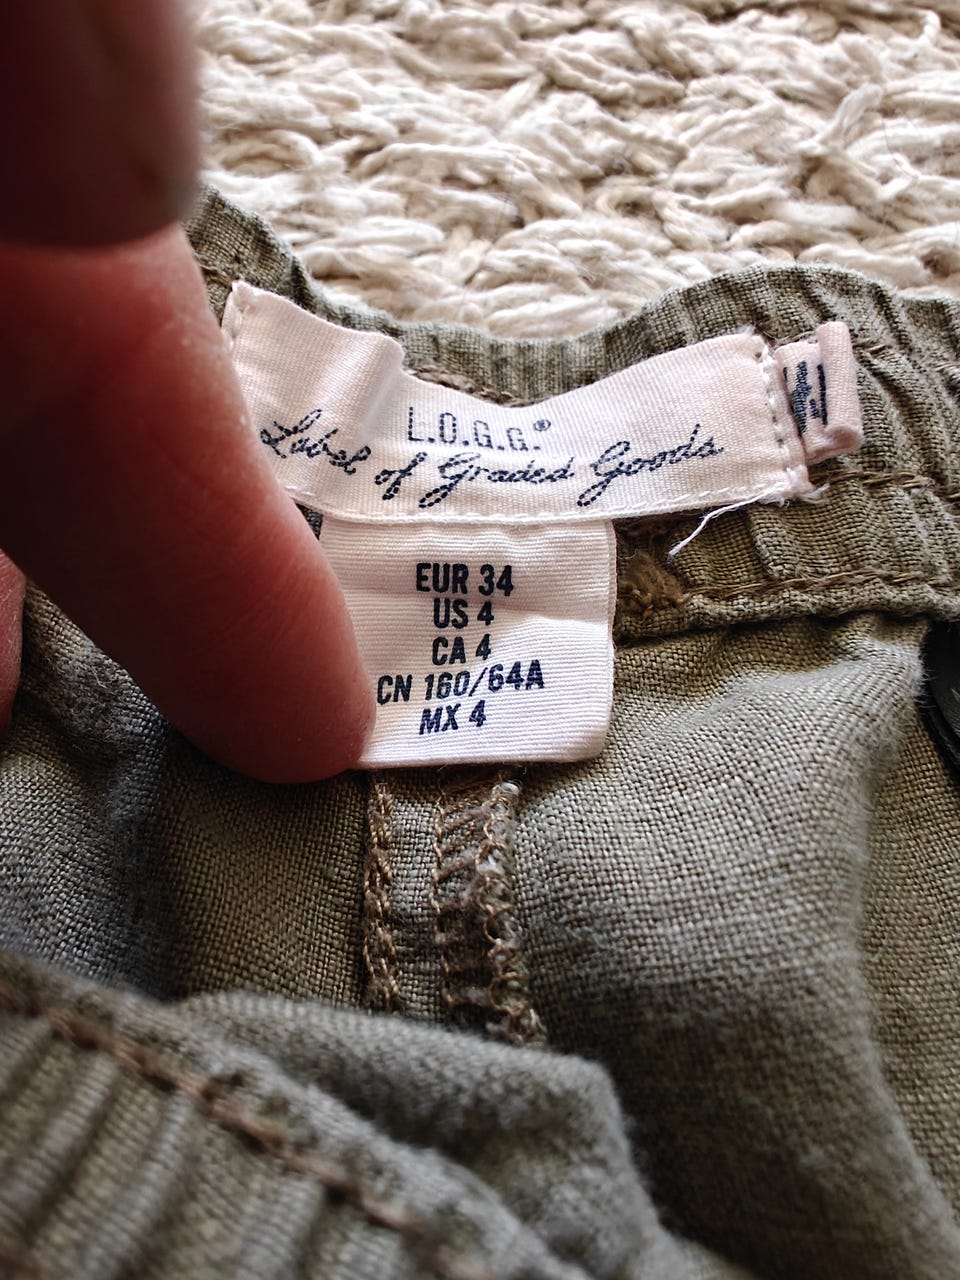 L.O.G.G.®
Label of Graded Goods
EUR 34
US 4
CA 4
CN 160/64A
MX 4